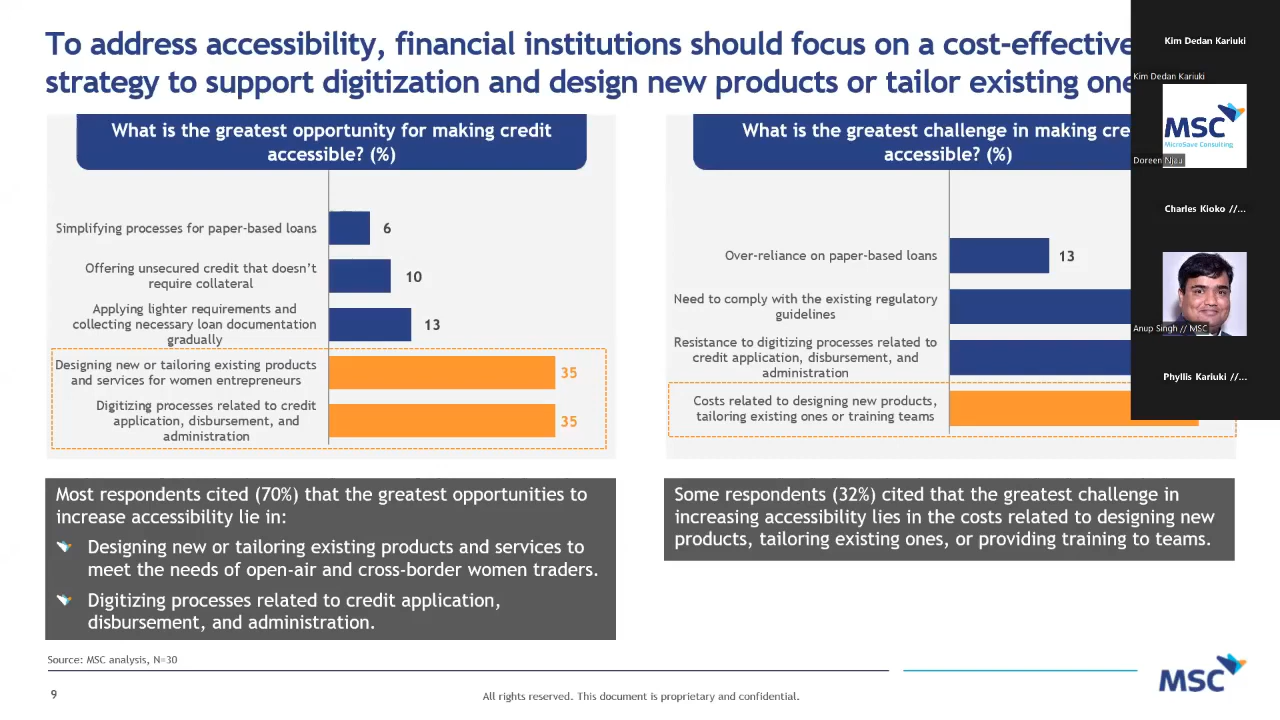 To address accessibility, financial institutions should focus on a cost-effective
strategy to support digitization and design new products or tailor existing one
What is the greatest opportunity for making credit
accessible? (%)
Simplifying processes for paper-based loans
6
Offering unsecured credit that doesn't
require collateral
10
Applying lighter requirements and
collecting necessary loan documentation
gradually
13
Designing new or tailoring existing products
and services for women entrepreneurs
35
Digitizing processes related to credit
application, disbursement, and
administration
35
What is the greatest challenge in making cre
accessible? (%)
Over-reliance on paper-based loans
13
Need to comply with the existing regulatory
guidelines
Resistance to digitizing processes related to
credit application, disbursement, and
administration
Costs related to designing new products,
tailoring existing ones or training teams
Kim Dedan Kariuki
Kim Dedan Kariuki
MSC
MicroSave Consulting
Doreen Njau
Charles Kioko //...
Anup Singh // MSC
Phyllis Kariuki //...
Most respondents cited (70%) that the greatest opportunities to
increase accessibility lie in:
Designing new or tailoring existing products and services to
meet the needs of open-air and cross-border women traders.
Digitizing processes related to credit application,
disbursement, and administration.
Some respondents (32%) cited that the greatest challenge in
increasing accessibility lies in the costs related to designing new
products, tailoring existing ones, or providing training to teams.
Source: MSC analysis, N=30
9
All rights reserved. This document is proprietary and confidential.
MSC